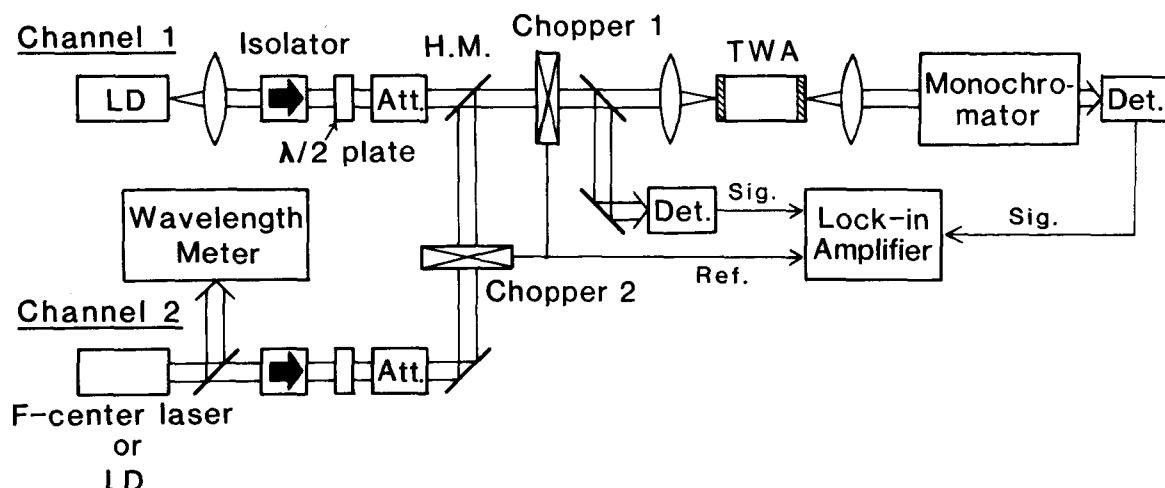 Channel 1
Isolator
H.M.
Chopper 1
TWA
LD
Att.
Monochro-
mator
Det.
λ/2 plate
Wavelength
Meter
Det.
Sig.
Lock-in
Amplifier
Sig.
Ref.
Chopper 2
Channel 2
Att.
F-center laser
or
LD